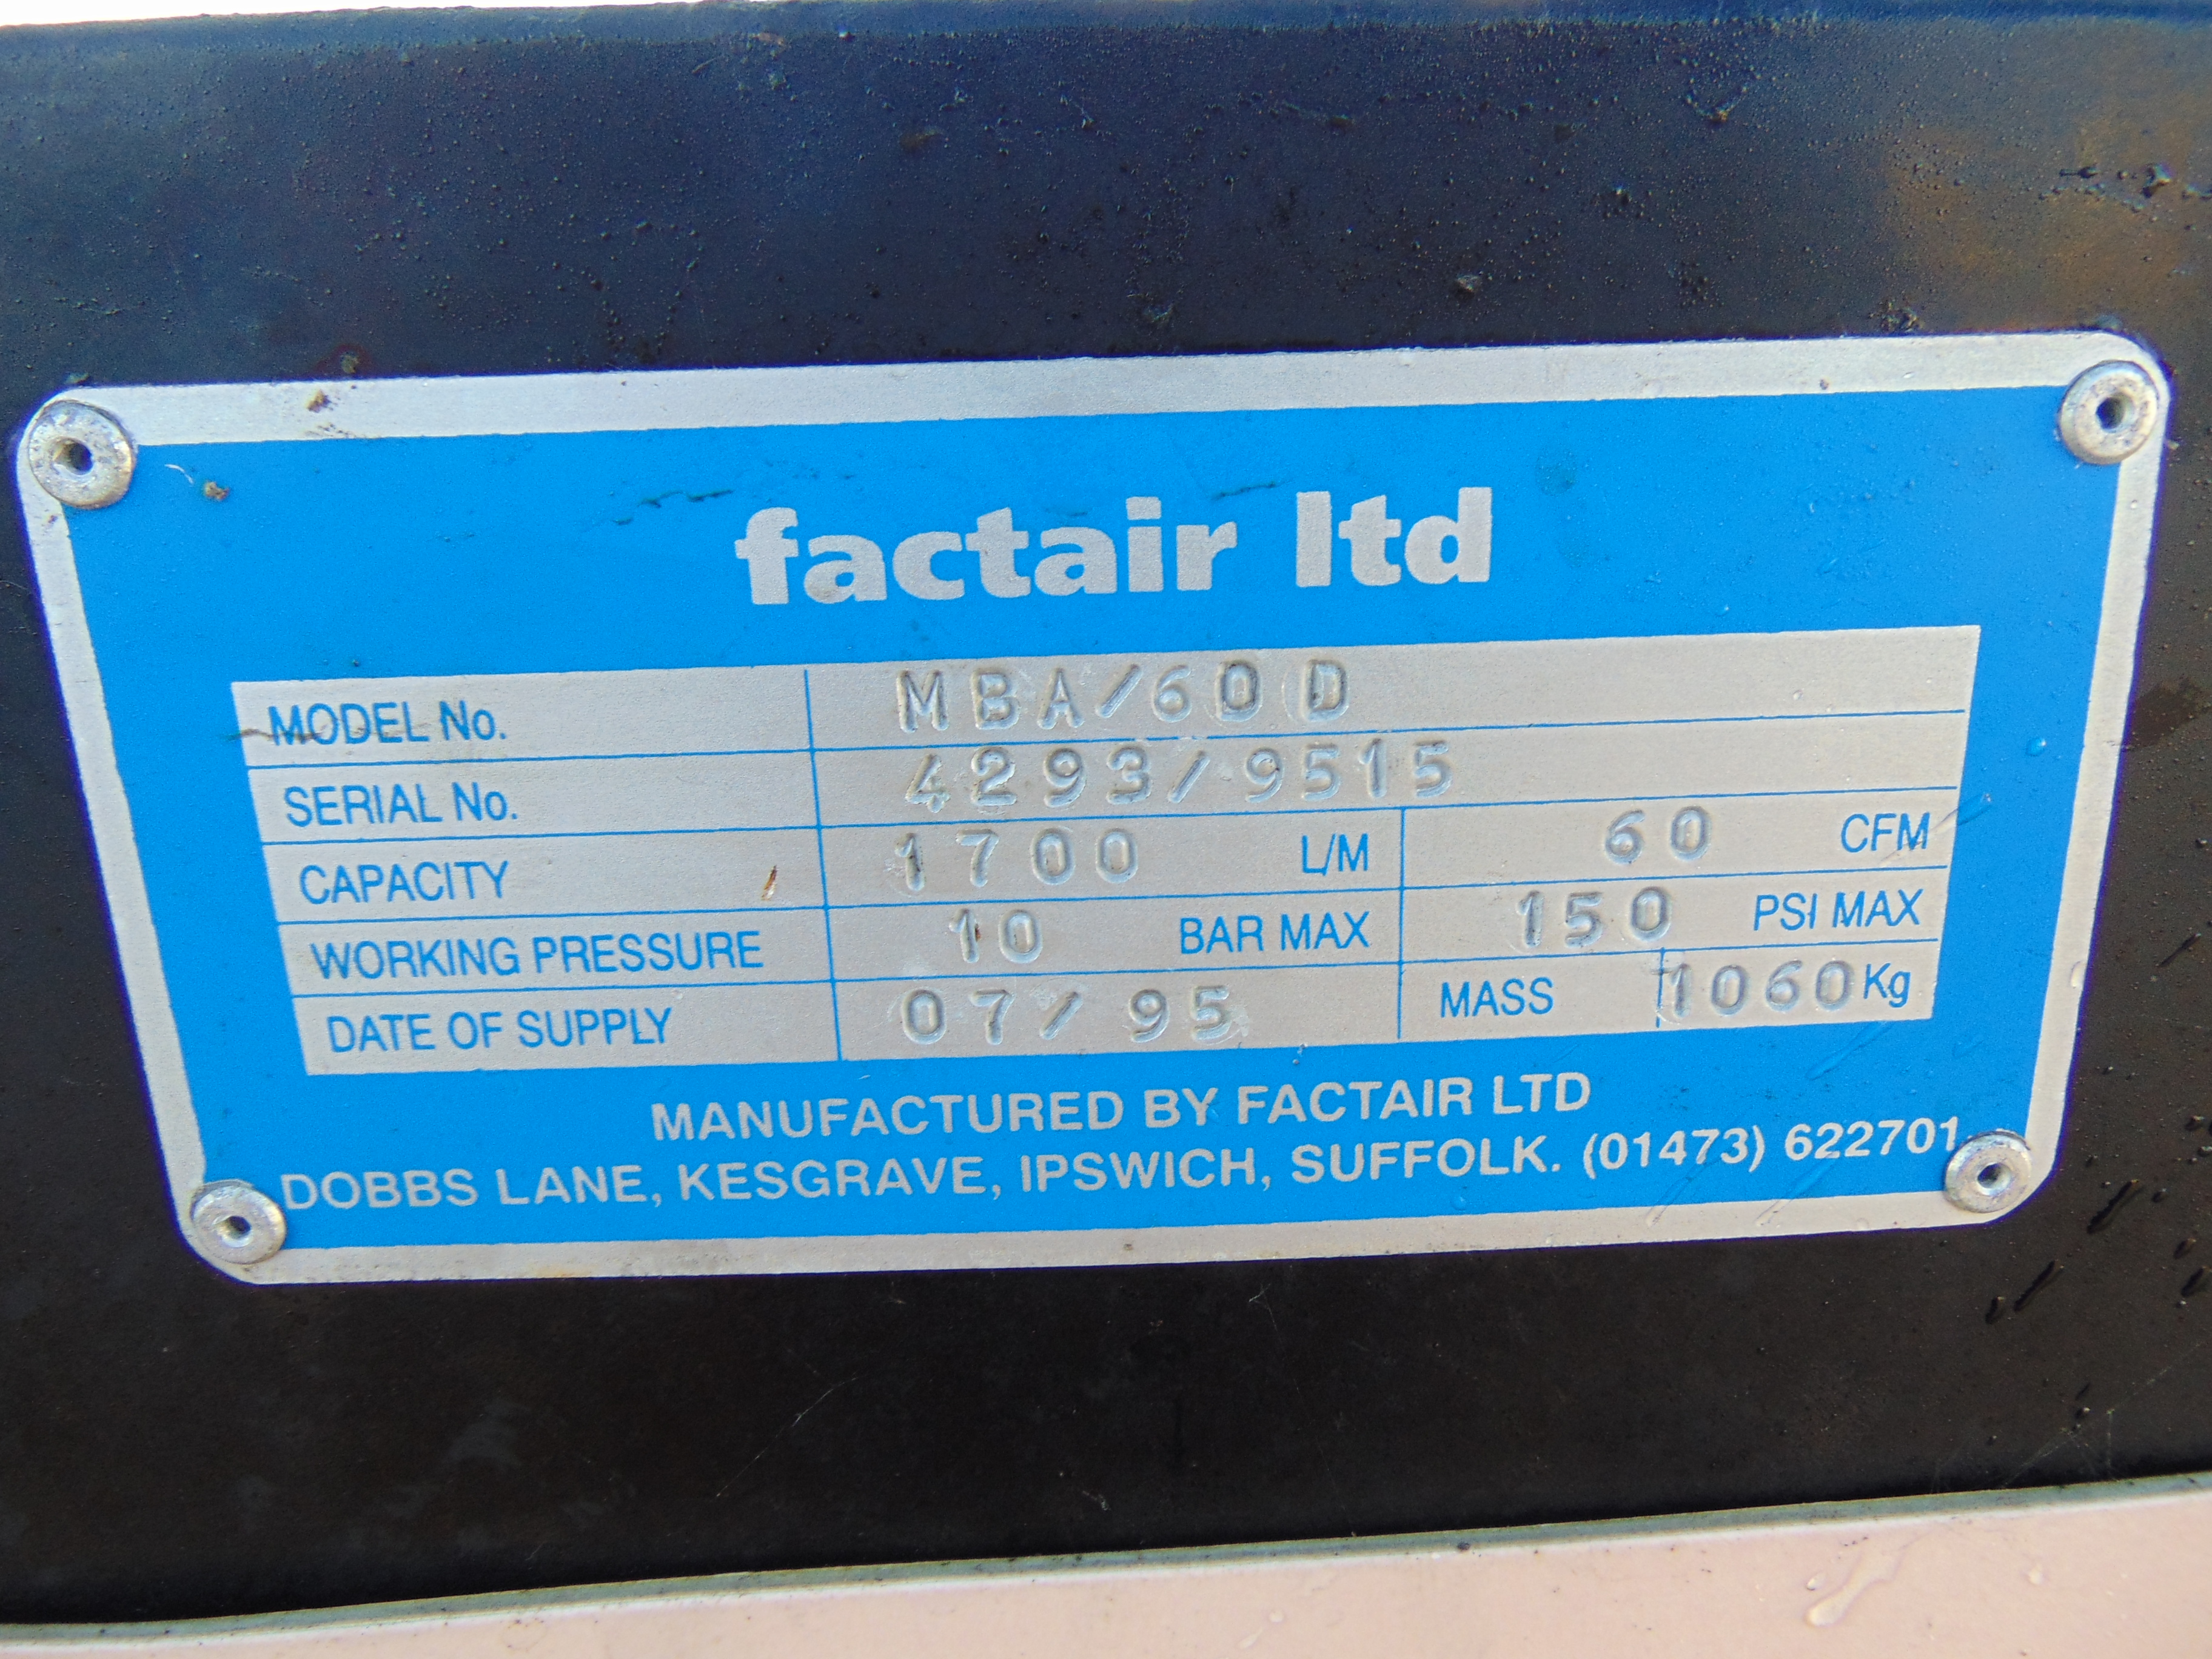 factair ltd
MODEL No. MBA/60D
SERIAL No. 4293/9515
CAPACITY 1700 L/M 60 CFM
WORKING PRESSURE 10 BAR MAX 150 PSI MAX
DATE OF SUPPLY 07/95 MASS 1060 Kg
MANUFACTURED BY FACTAIR LTD
DOBBS LANE, KESGRAVE, IPSWICH, SUFFOLK. (01473) 622701